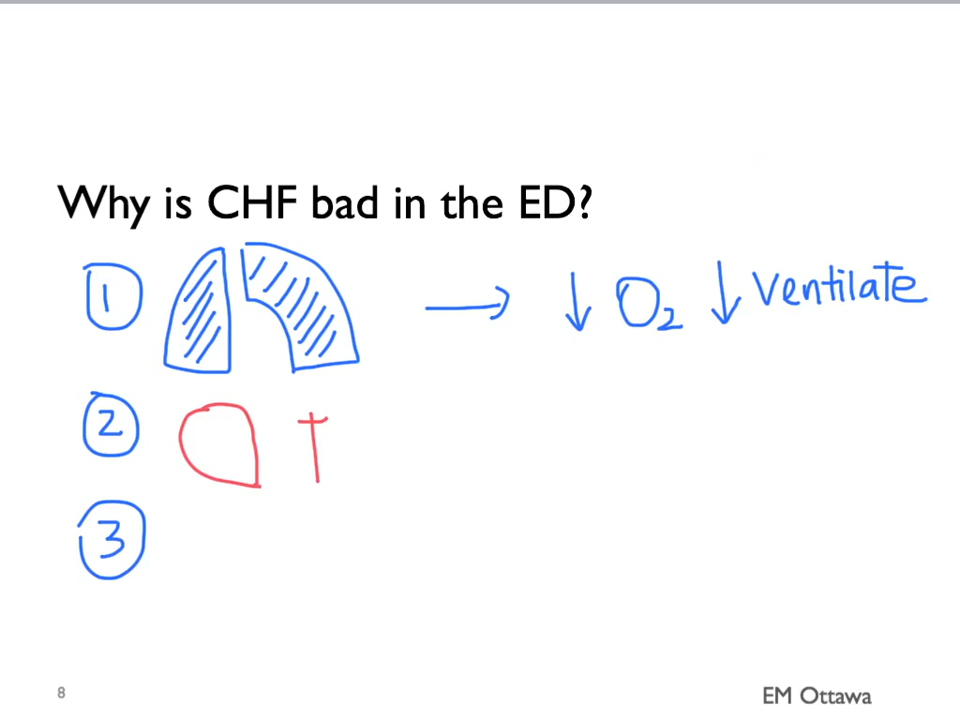 Why is CHF bad in the ED?
1 → ↓ O₂ ↓ Ventilate
2
3
8
EM Ottawa